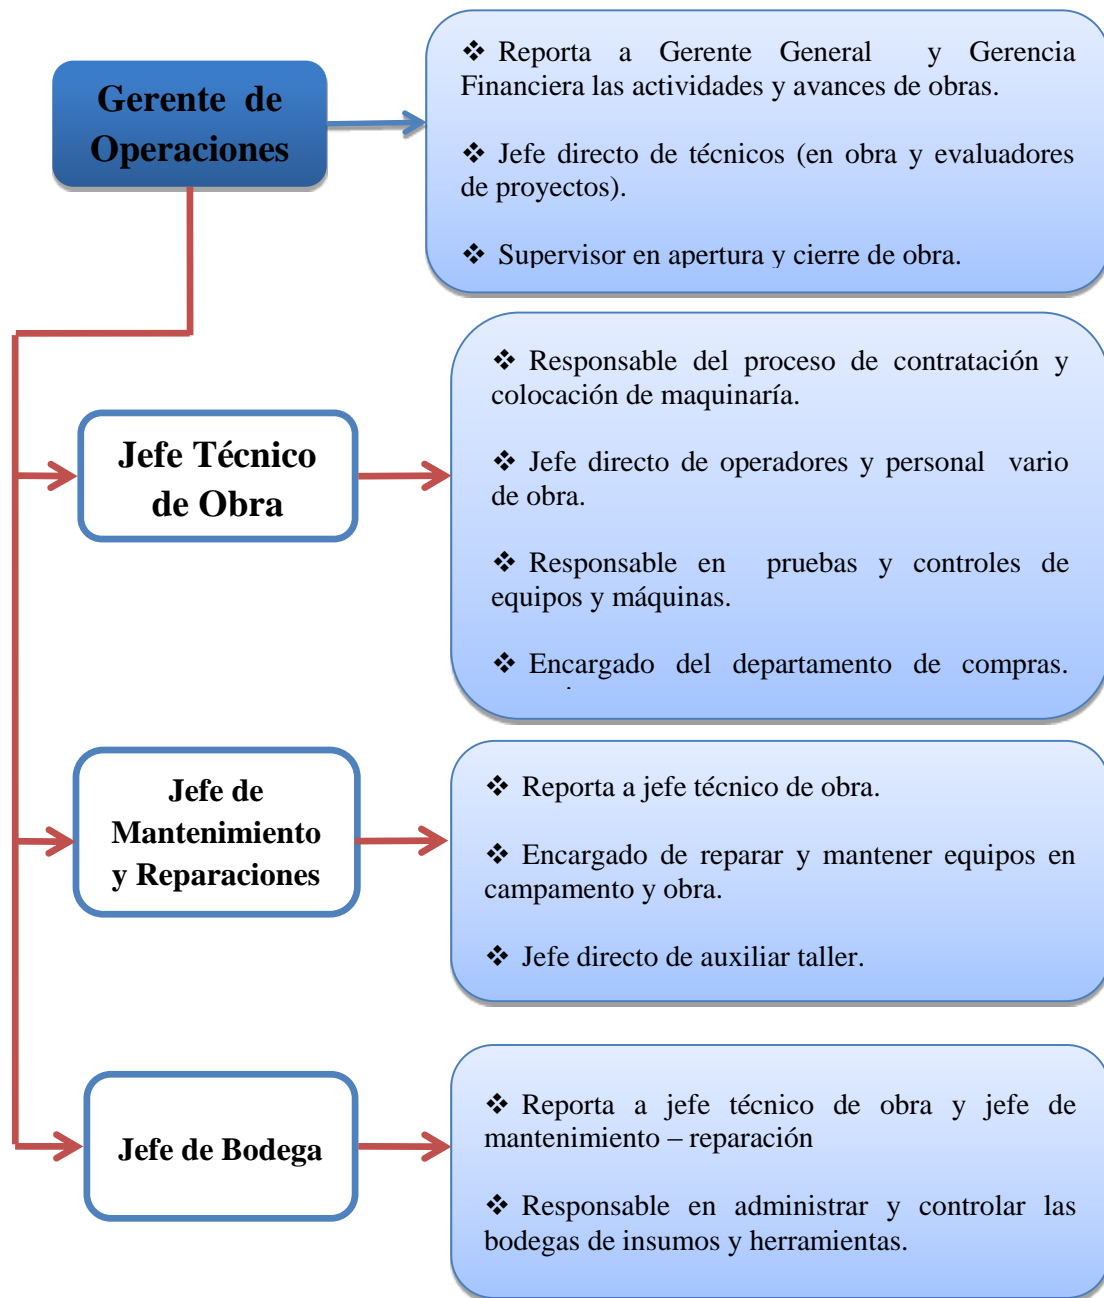 Gerente de
Operaciones
❖ Reporta a Gerente General y Gerencia
Financiera las actividades y avances de obras.
❖ Jefe directo de técnicos (en obra y evaluadores
de proyectos).
❖ Supervisor en apertura y cierre de obra.
Jefe Técnico
de Obra
❖ Responsable del proceso de contratación y
colocación de maquinaría.
❖ Jefe directo de operadores y personal vario
de obra.
❖ Responsable en pruebas y controles de
equipos y máquinas.
❖ Encargado del departamento de compras.
Jefe de
Mantenimiento
y Reparaciones
❖ Reporta a jefe técnico de obra.
❖ Encargado de reparar y mantener equipos en
campamento y obra.
❖ Jefe directo de auxiliar taller.
Jefe de Bodega
❖ Reporta a jefe técnico de obra y jefe de
mantenimiento – reparación
❖ Responsable en administrar y controlar las
bodegas de insumos y herramientas.